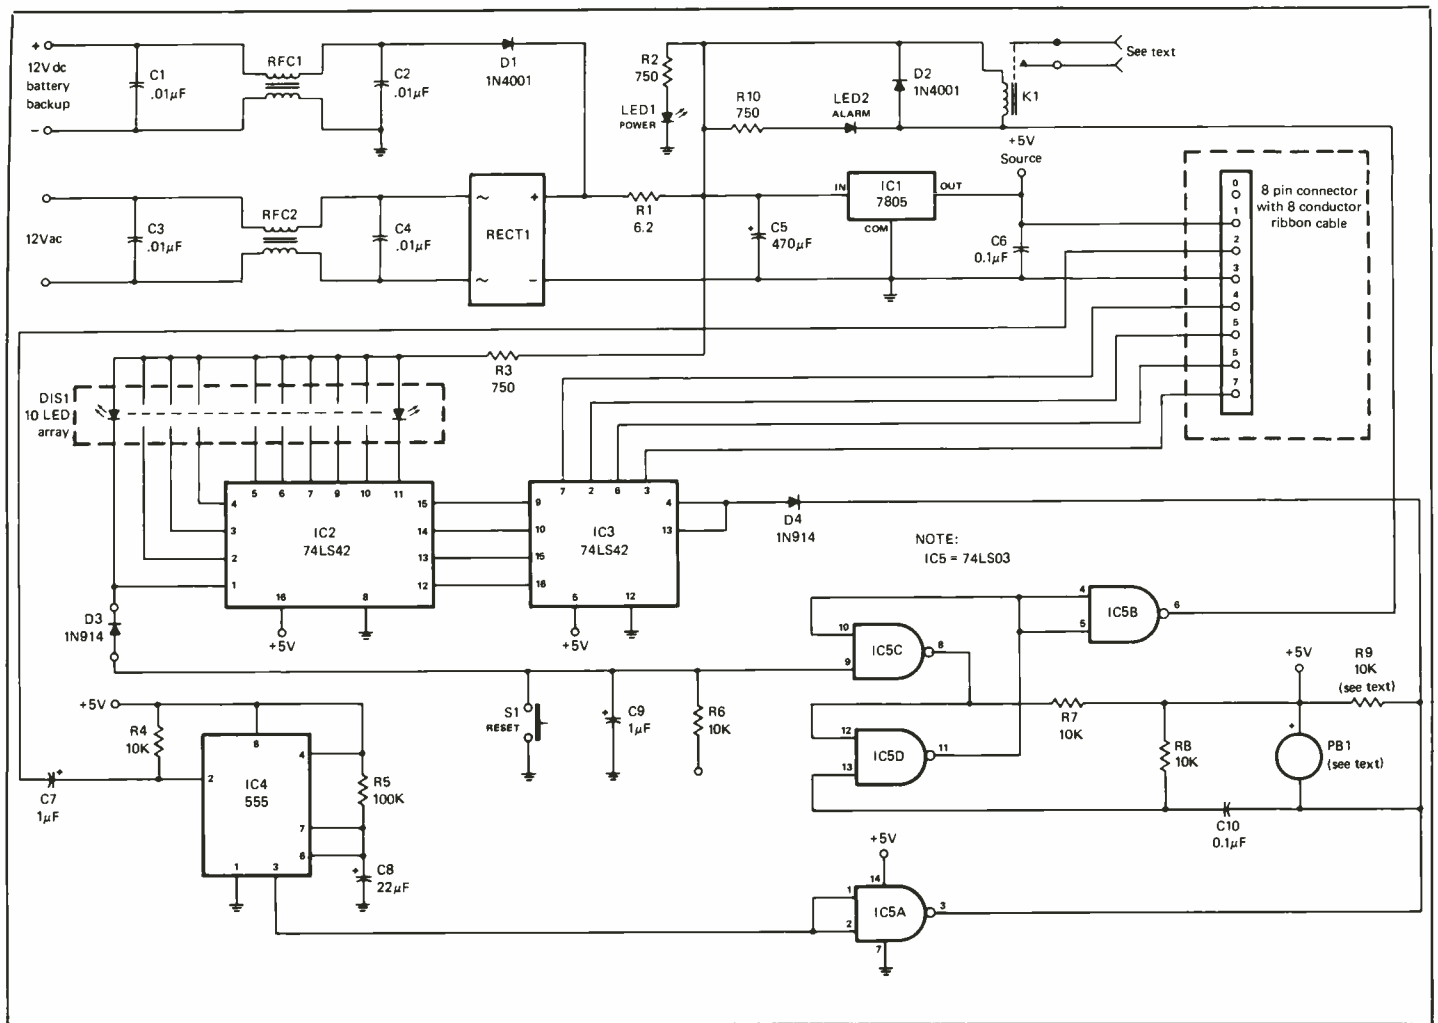 +
12V dc
battery
backup
−
C1
.01µF
RFC1
C2
.01µF
D1
1N4001
R2
750
LED1
POWER
R10
750
LED2
ALARM
D2
1N4001
K1
See text
+5V
Source
12Vac
C3
.01µF
RFC2
C4
.01µF
~
~
RECT1
+
−
R1
6.2
+
C5
470µF
IN
IC1
7805
OUT
COM
C6
0.1µF
0
1
2
3
4
5
5
7
8 pin connector
with 8 conductor
ribbon cable
R3
750
DIS1
10 LED
array
5 6 7 9 10 11
4
3
2
1
IC2
74LS42
15
14
13
12
16
8
+5V
7 2 6 3
9
10
15
16
IC3
74LS42
4
13
5
12
+5V
D4
1N914
NOTE:
IC5 = 74LS03
D3
1N914
10
9
IC5C
8
4
5
IC5B
6
12
13
IC5D
11
R7
10K
R8
10K
+5V
R9
10K
(see text)
+
PB1
(see text)
C10
0.1µF
S1
RESET
+
C9
1µF
R6
10K
+5V
R4
10K
+
C7
1µF
2
8
IC4
555
4
7
6
1
3
R5
100K
+
C8
22µF
+5V
14
1
2
IC5A
3
7